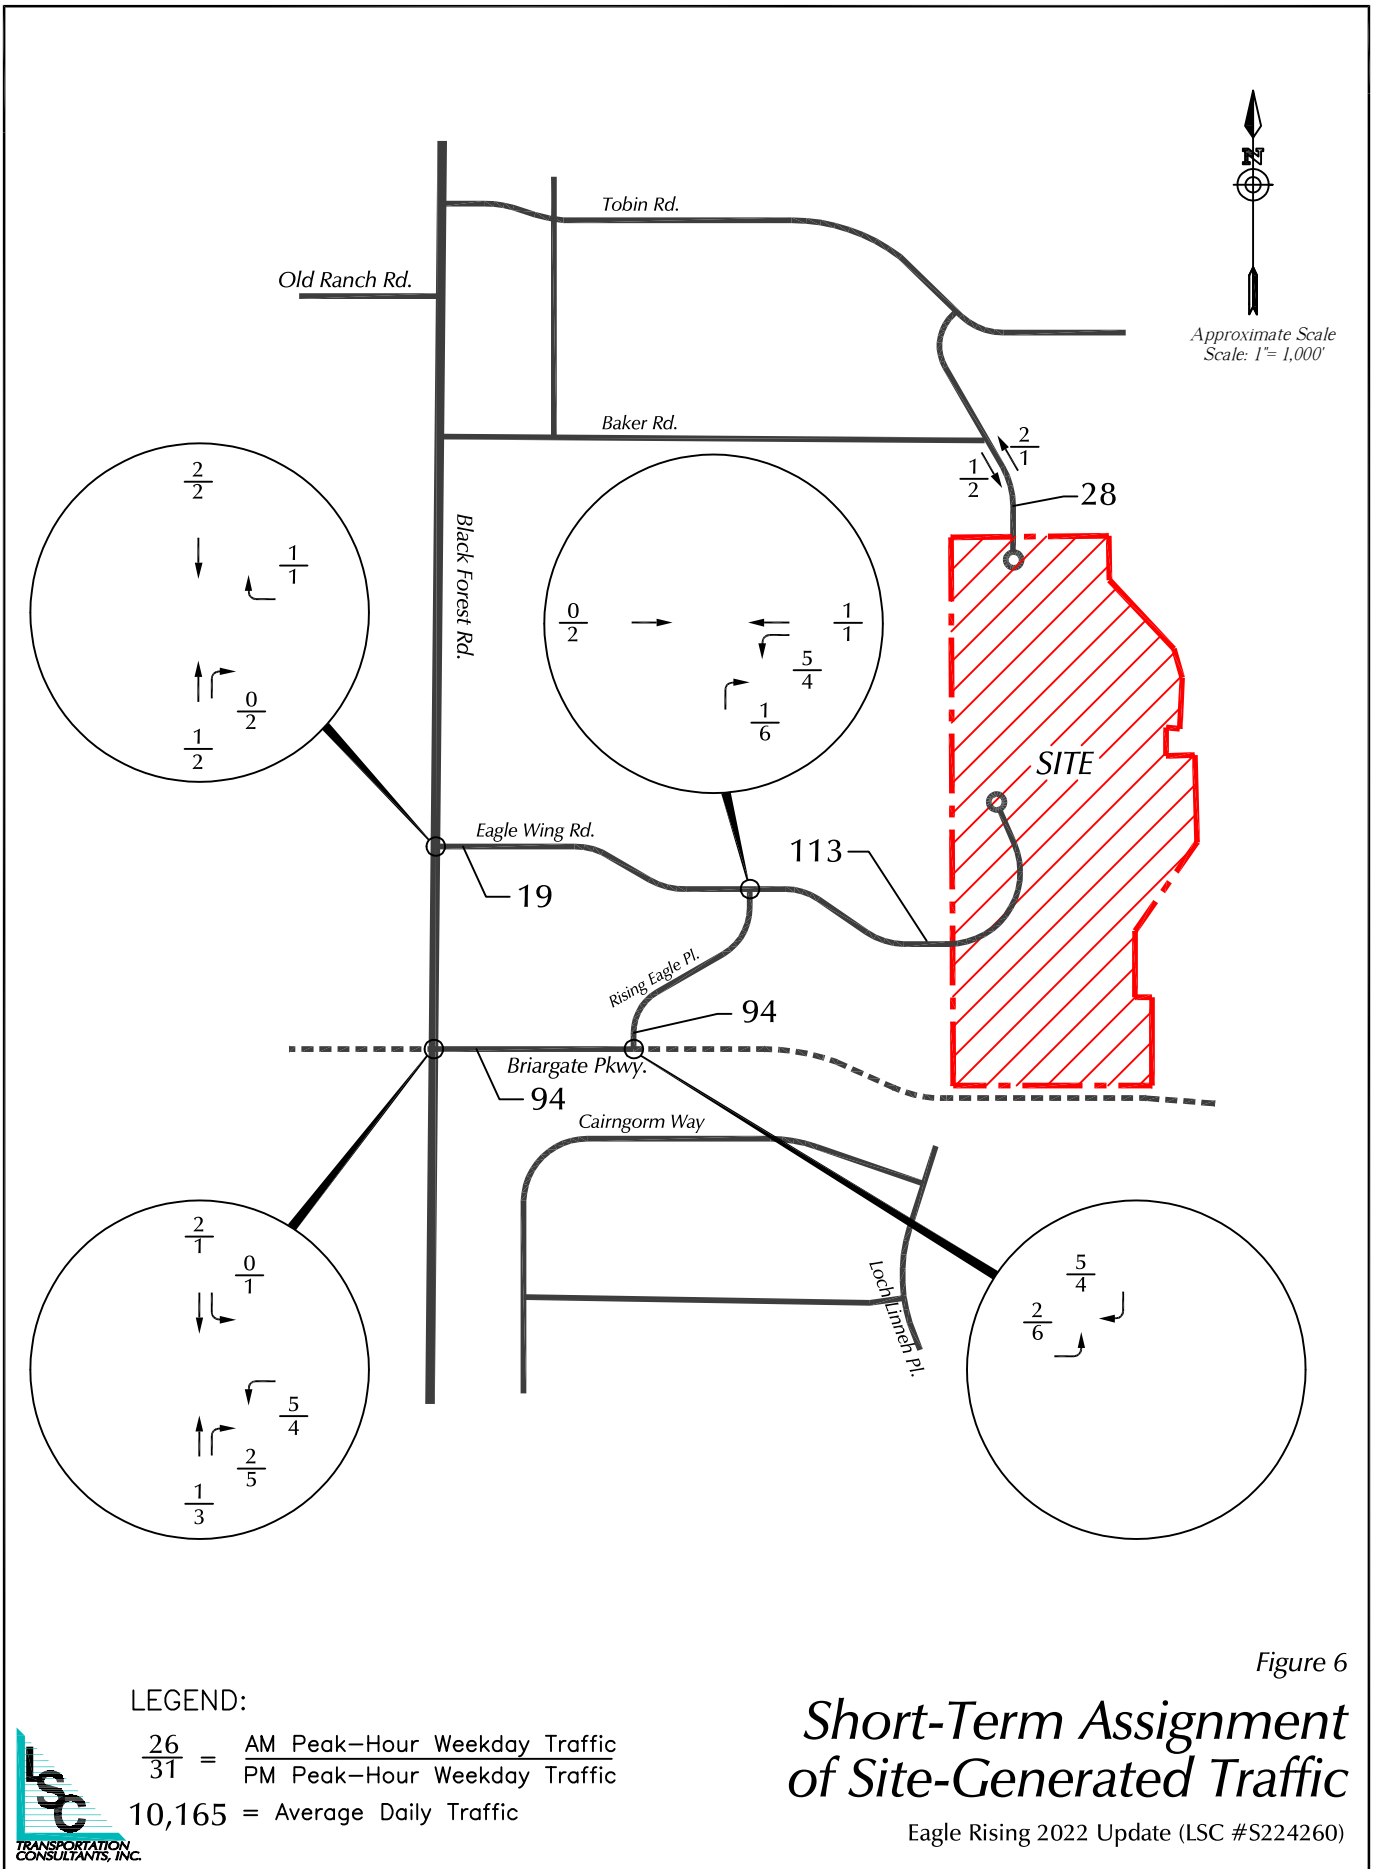 N
Approximate Scale
Scale: 1"= 1,000'
Tobin Rd.
Old Ranch Rd.
Baker Rd.
2
1
1
2
28
Black Forest Rd.
2
2
1
1
0
2
1
2
0
2
1
1
5
4
1
6
SITE
Eagle Wing Rd.
19
113
Rising Eagle Pl.
94
Briargate Pkwy.
94
Cairngorm Way
Loch Linneh Pl.
2
1
0
1
5
4
2
5
1
3
5
4
2
6
Figure 6
Short-Term Assignment
of Site-Generated Traffic
Eagle Rising 2022 Update (LSC #S224260)
LEGEND:
26
31 =
AM Peak-Hour Weekday Traffic
PM Peak-Hour Weekday Traffic
10,165 = Average Daily Traffic
LSC
TRANSPORTATION
CONSULTANTS, INC.